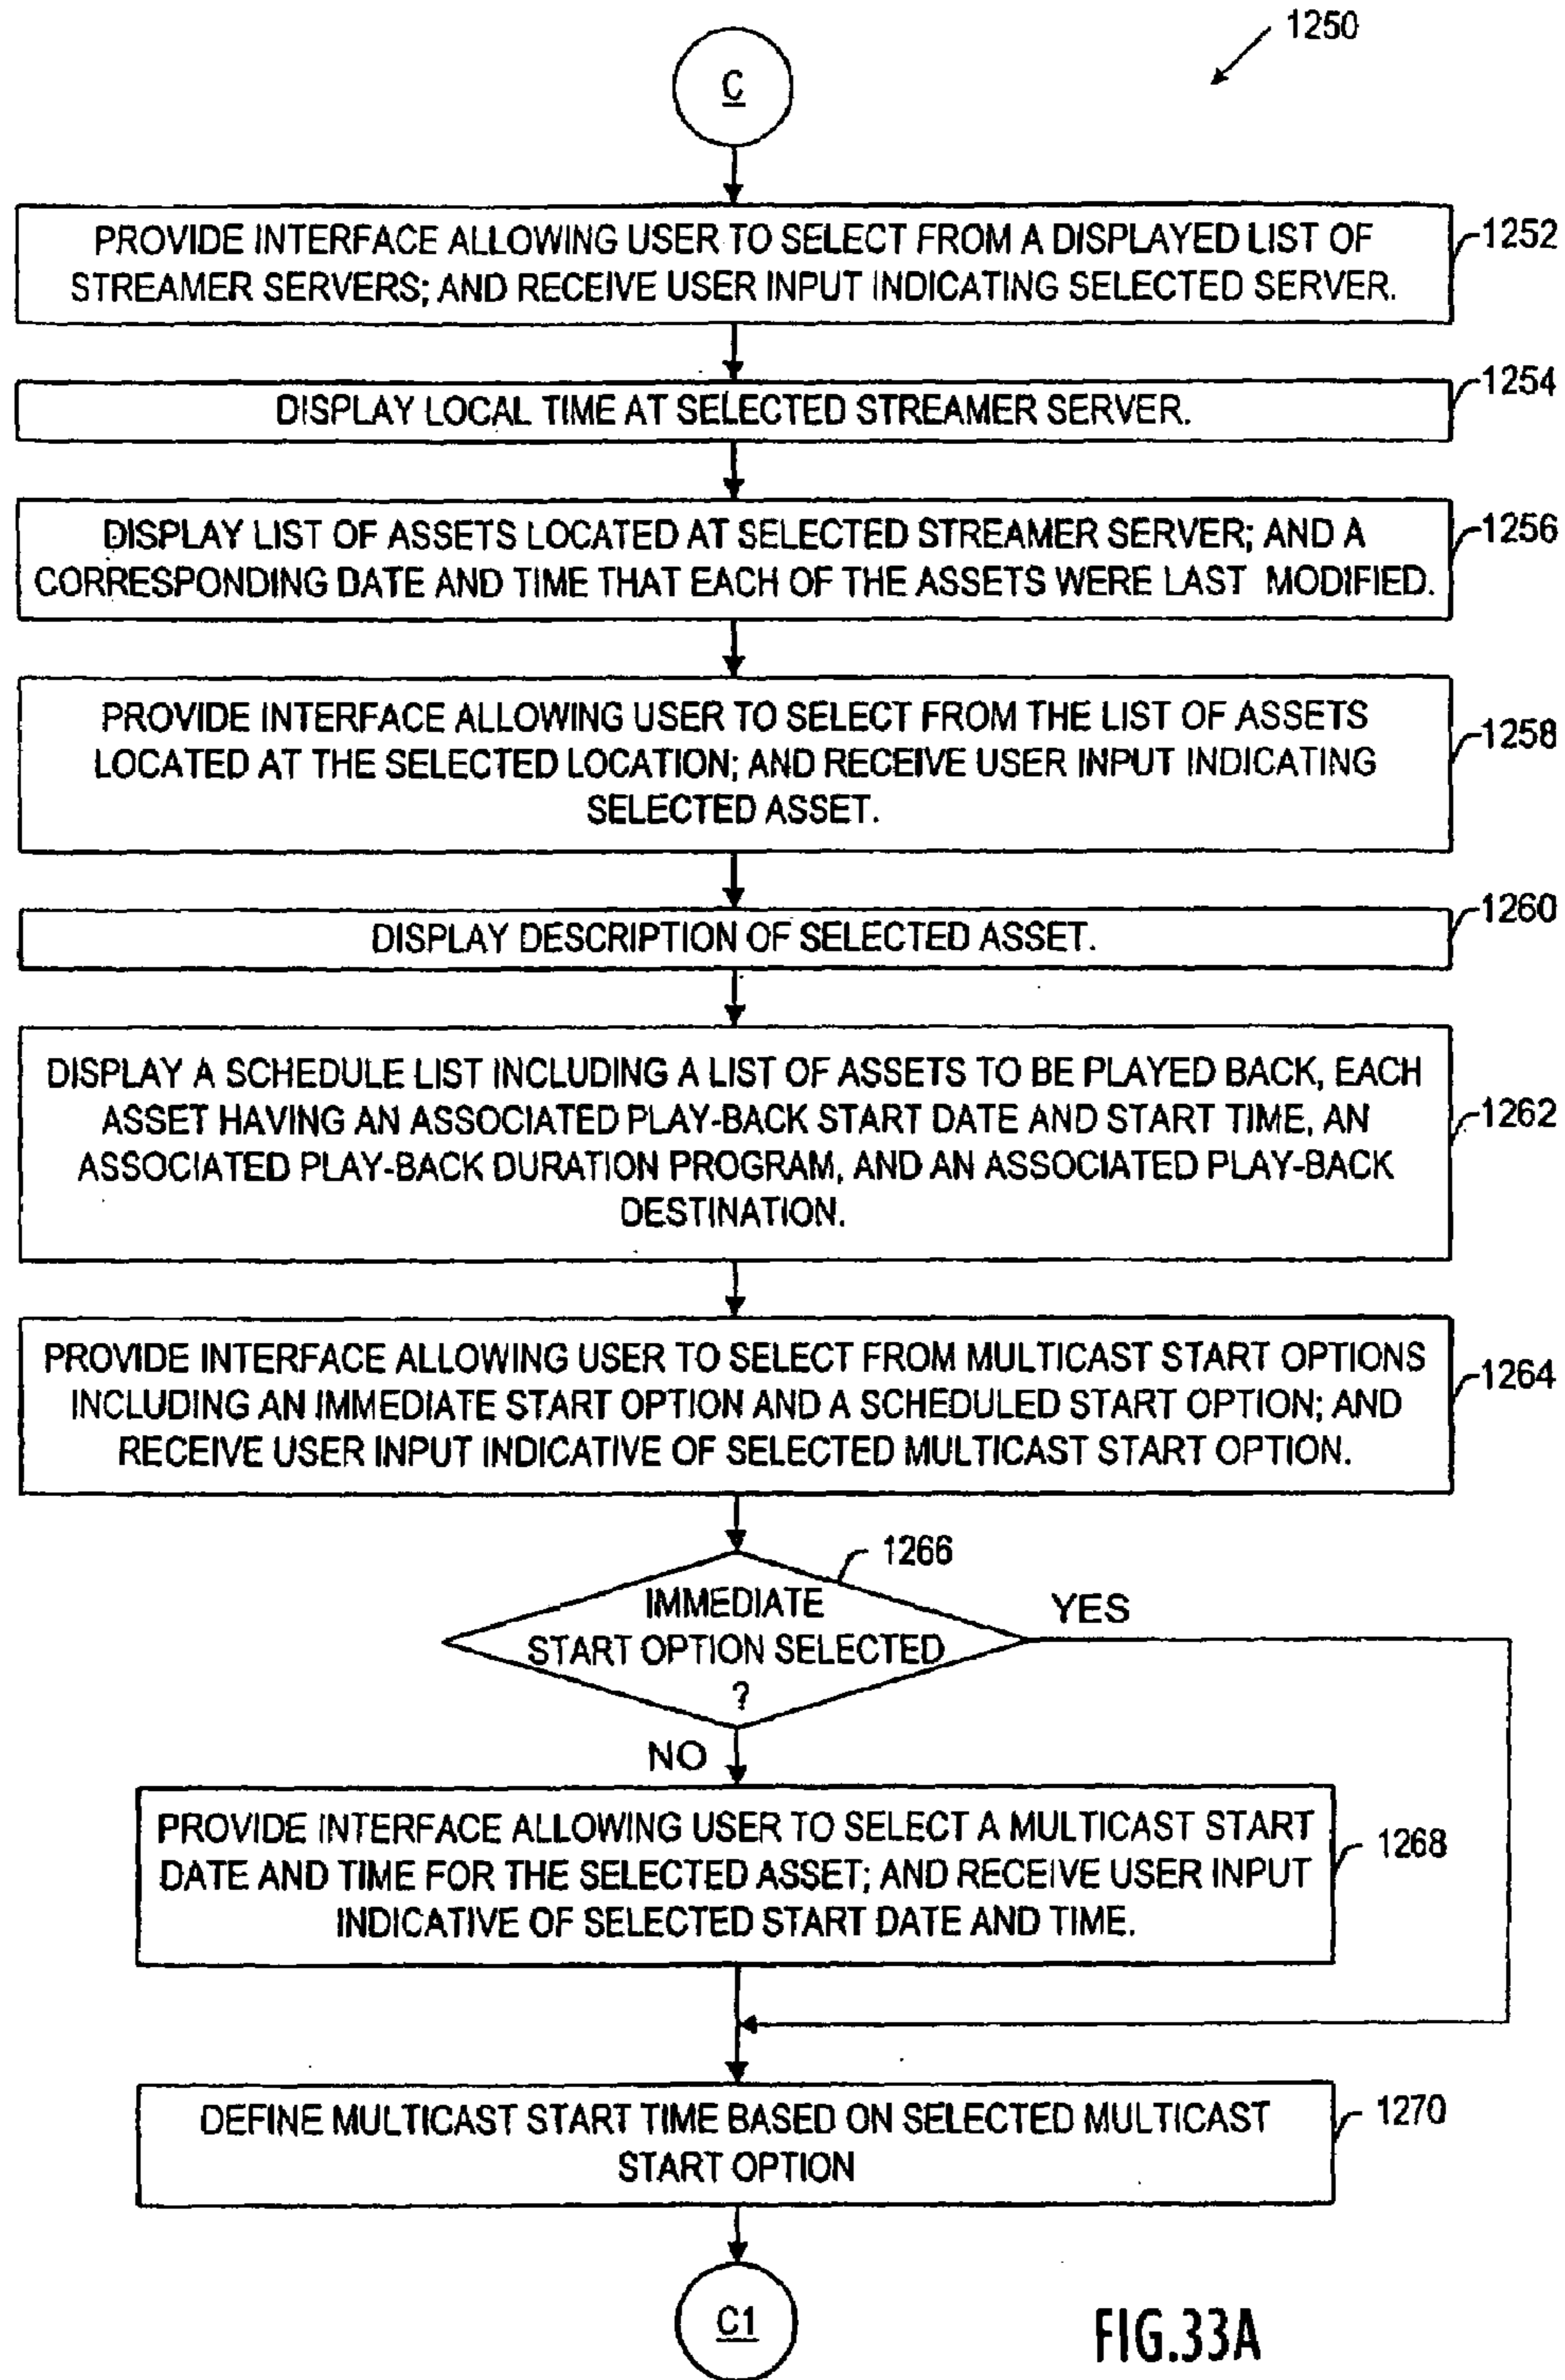 1250
C
PROVIDE INTERFACE ALLOWING USER TO SELECT FROM A DISPLAYED LIST OF
STREAMER SERVERS; AND RECEIVE USER INPUT INDICATING SELECTED SERVER.
1252
DISPLAY LOCAL TIME AT SELECTED STREAMER SERVER.
1254
DISPLAY LIST OF ASSETS LOCATED AT SELECTED STREAMER SERVER; AND A
CORRESPONDING DATE AND TIME THAT EACH OF THE ASSETS WERE LAST MODIFIED.
1256
PROVIDE INTERFACE ALLOWING USER TO SELECT FROM THE LIST OF ASSETS
LOCATED AT THE SELECTED LOCATION; AND RECEIVE USER INPUT INDICATING
SELECTED ASSET.
1258
DISPLAY DESCRIPTION OF SELECTED ASSET.
1260
DISPLAY A SCHEDULE LIST INCLUDING A LIST OF ASSETS TO BE PLAYED BACK, EACH
ASSET HAVING AN ASSOCIATED PLAY-BACK START DATE AND START TIME, AN
ASSOCIATED PLAY-BACK DURATION PROGRAM, AND AN ASSOCIATED PLAY-BACK
DESTINATION.
1262
PROVIDE INTERFACE ALLOWING USER TO SELECT FROM MULTICAST START OPTIONS
INCLUDING AN IMMEDIATE START OPTION AND A SCHEDULED START OPTION; AND
RECEIVE USER INPUT INDICATIVE OF SELECTED MULTICAST START OPTION.
1264
1266
IMMEDIATE
START OPTION SELECTED
?
YES
NO
PROVIDE INTERFACE ALLOWING USER TO SELECT A MULTICAST START
DATE AND TIME FOR THE SELECTED ASSET; AND RECEIVE USER INPUT
INDICATIVE OF SELECTED START DATE AND TIME.
1268
DEFINE MULTICAST START TIME BASED ON SELECTED MULTICAST
START OPTION
1270
C1
FIG.33A